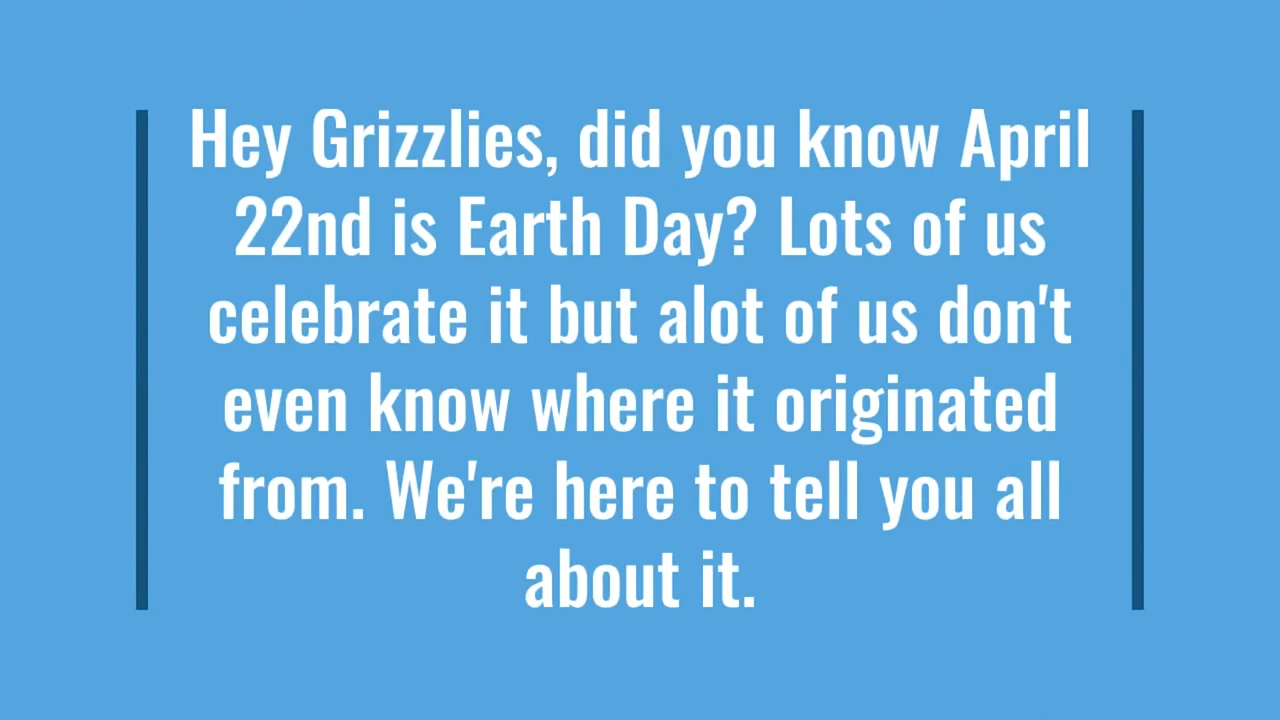 Hey Grizzlies, did you know April
22nd is Earth Day? Lots of us
celebrate it but alot of us don't
even know where it originated
from. We're here to tell you all
about it.